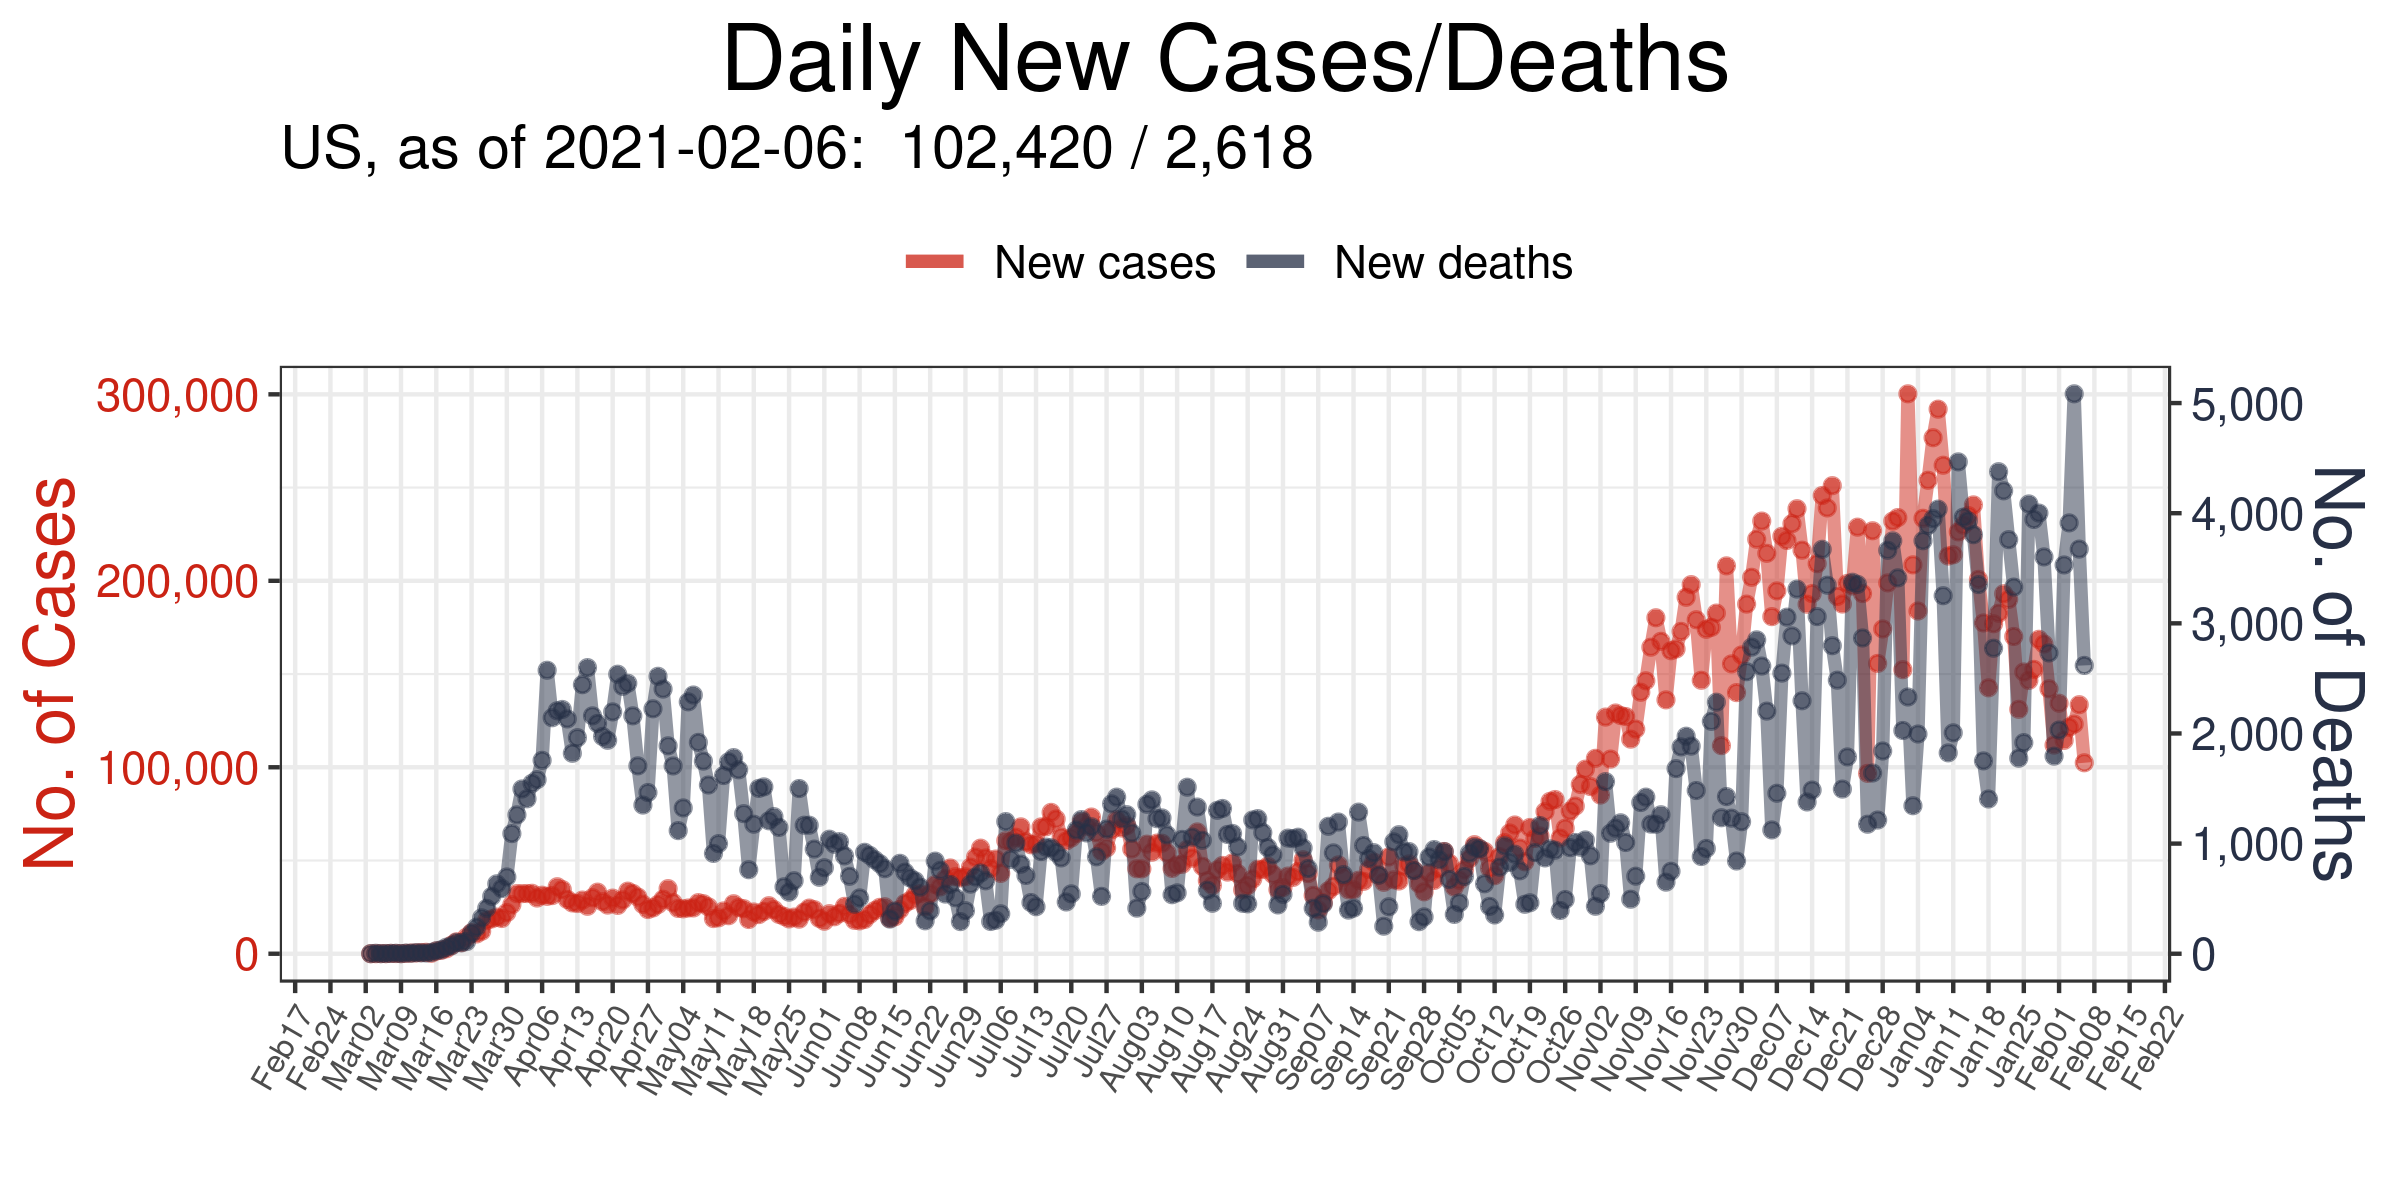 Daily New Cases/Deaths
US, as of 2021-02-06:  102,420 / 2,618
New cases
New deaths
No. of Cases
300,000
200,000
100,000
0
5,000
4,000
3,000
2,000
1,000
0
No. of Deaths
Feb17
Feb24
Mar02
Mar09
Mar16
Mar23
Mar30
Apr06
Apr13
Apr20
Apr27
May04
May11
May18
May25
Jun01
Jun08
Jun15
Jun22
Jun29
Jul06
Jul13
Jul20
Jul27
Aug03
Aug10
Aug17
Aug24
Aug31
Sep07
Sep14
Sep21
Sep28
Oct05
Oct12
Oct19
Oct26
Nov02
Nov09
Nov16
Nov23
Nov30
Dec07
Dec14
Dec21
Dec28
Jan04
Jan11
Jan18
Jan25
Feb01
Feb08
Feb15
Feb22